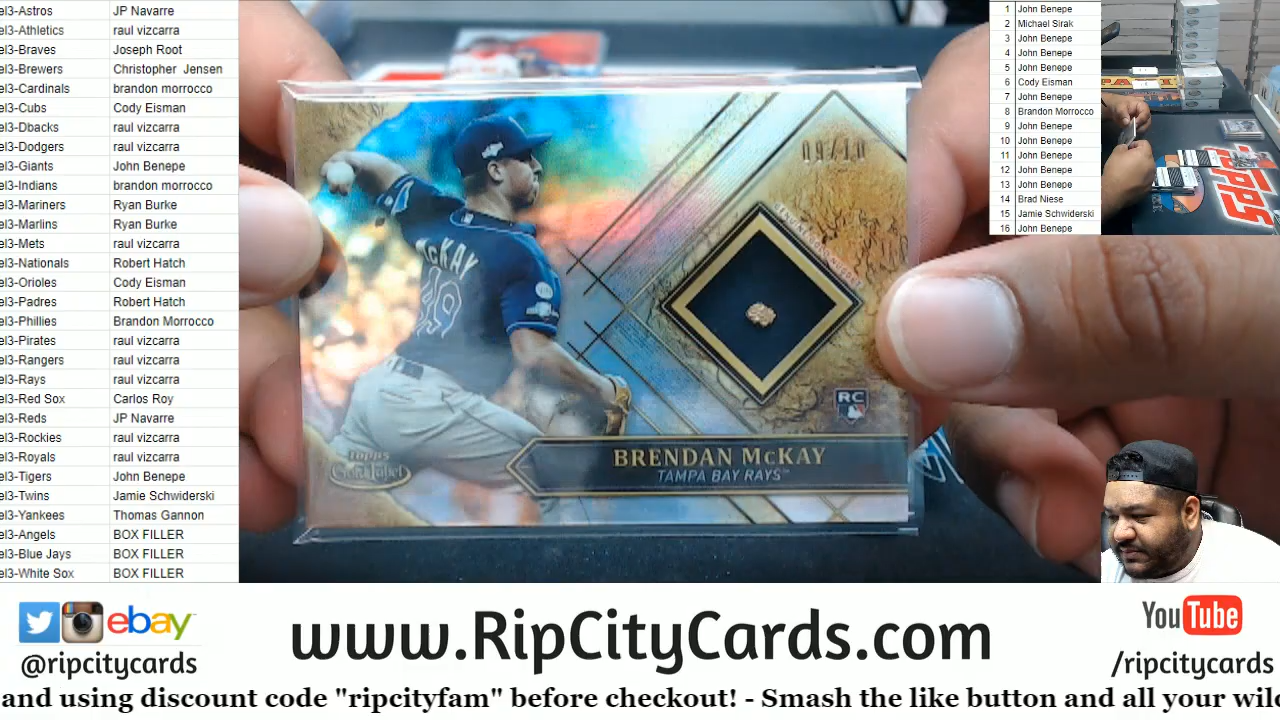 el3-Astros JP Navarre
el3-Athletics raul vizcarra
el3-Braves Joseph Root
el3-Brewers Christopher Jensen
el3-Cardinals brandon morrocco
el3-Cubs Cody Eisman
el3-Dbacks raul vizcarra
el3-Dodgers raul vizcarra
el3-Giants John Benepe
el3-Indians brandon morrocco
el3-Mariners Ryan Burke
el3-Marlins Ryan Burke
el3-Mets raul vizcarra
el3-Nationals Robert Hatch
el3-Orioles Cody Eisman
el3-Padres Robert Hatch
el3-Phillies Brandon Morrocco
el3-Pirates raul vizcarra
el3-Rangers raul vizcarra
el3-Rays raul vizcarra
el3-Red Sox Carlos Roy
el3-Reds JP Navarre
el3-Rockies raul vizcarra
el3-Royals raul vizcarra
el3-Tigers John Benepe
el3-Twins Jamie Schwiderski
el3-Yankees Thomas Gannon
el3-Angels BOX FILLER
el3-Blue Jays BOX FILLER
el3-White Sox BOX FILLER
09/10
McKAY
49
RC
Topps
Gold Label
BRENDAN McKAY
TAMPA BAY RAYS™
1 John Benepe
2 Michael Sirak
3 John Benepe
4 John Benepe
5 John Benepe
6 Cody Eisman
7 John Benepe
8 Brandon Morrocco
9 John Benepe
10 John Benepe
11 John Benepe
12 John Benepe
13 John Benepe
14 Brad Niese
15 Jamie Schwiderski
16 John Benepe
Topps
ebay
@ripcitycards
www.RipCityCards.com
YouTube
/ripcitycards
and using discount code "ripcityfam" before checkout! - Smash the like button and all your wild